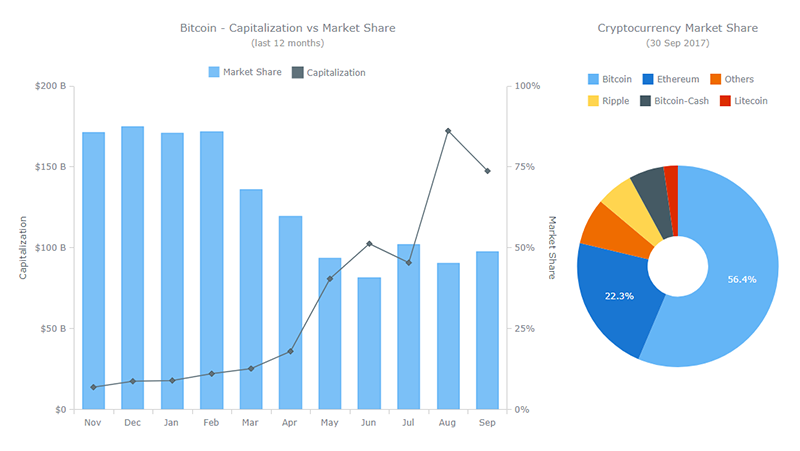 Bitcoin - Capitalization vs Market Share
(last 12 months)
Market Share
Capitalization
$200 B
$150 B
$100 B
$50 B
$0
Capitalization
100%
75%
50%
25%
0%
Market Share
Nov Dec Jan Feb Mar Apr May Jun Jul Aug Sep
Cryptocurrency Market Share
(30 Sep 2017)
Bitcoin Ethereum Others
Ripple Bitcoin-Cash Litecoin
56.4%
22.3%